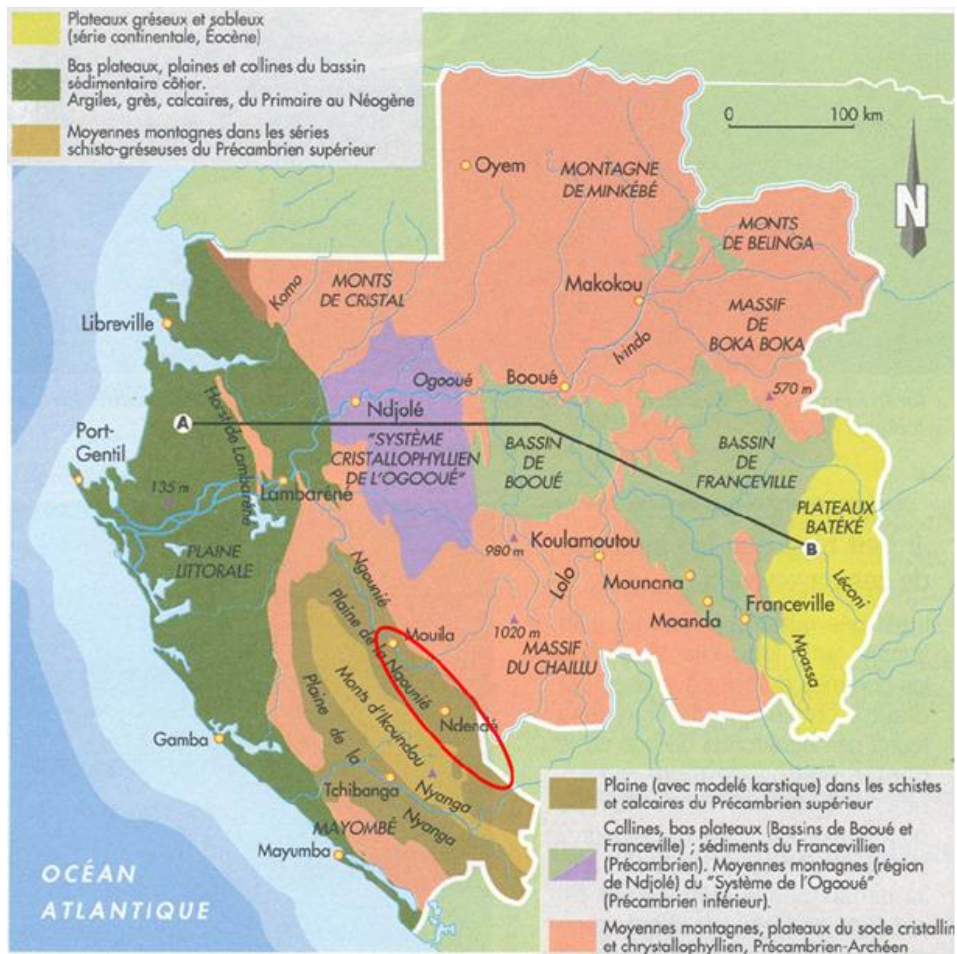 Plateaux gréseux et sableux
(série continentale, Éocène)
Bas plateaux, plaines et collines du bassin
sédimentaire côtier.
Argiles, grès, calcaires, du Primaire au Néogène
Moyennes montagnes dans les séries
schisto-gréseuses du Précambrien supérieur
0 100 km
N
Oyem
MONTAGNE
DE MINKÉBÉ
MONTS
DE BELINGA
Komo
MONTS
DE CRISTAL
Makokou
MASSIF
DE
BOKA BOKA
Libreville
Ivindo
Ogooué
Booué
570 m
Ndjolé
A
Horst de Lambaréné
Port-
Gentil
"SYSTÈME
CRISTALLOPHYLLIEN
DE L'OGOOUÉ"
BASSIN
DE
BOOUÉ
BASSIN
DE
FRANCEVILLE
135 m
Lambaréné
PLATEAUX
BATÉKÉ
B
PLAINE
LITTORALE
980 m
Koulamoutou
Ngounié
Lolo
Mounana
Léconi
Moanda
Franceville
1020 m
Mouila
MASSIF
DU CHAILLU
Mpassa
Plaine de la Ngounié
Monts d'Ikoundou
Ndendé
Plaine
de
la
Nyanga
Gamba
Tchibanga
Nyanga
MAYOMBÉ
Mayumba
OCÉAN
ATLANTIQUE
Plaine (avec modelé karstique) dans les schistes
et calcaires du Précambrien supérieur
Collines, bas plateaux (Bassins de Booué et
Franceville) ; sédiments du Francevillien
(Précambrien). Moyennes montagnes (région
de Ndjolé) du "Système de l'Ogooué"
(Précambrien inférieur).
Moyennes montagnes, plateaux du socle cristallin
et chrystallophyllien, Précambrien-Archéen